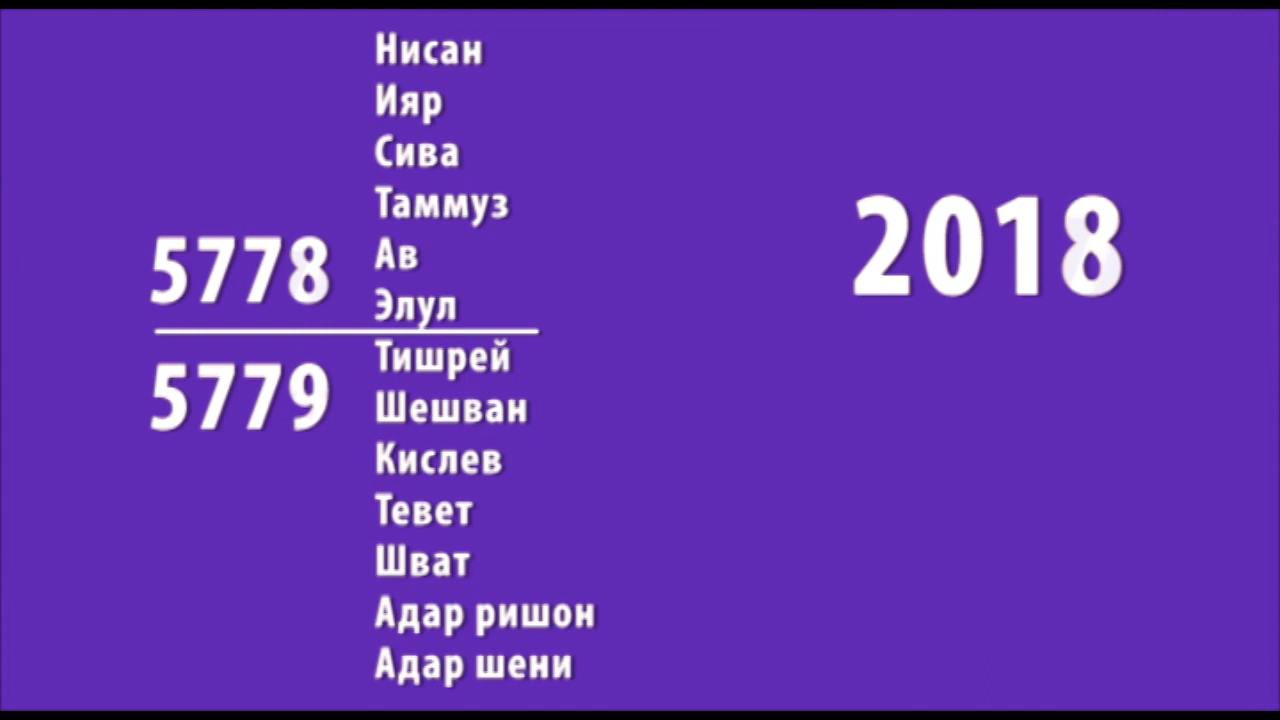 Нисан
Ияр
Сива
Таммуз
Ав
Элул
5778
Тишрей
Шешван
Кислев
Тевет
Шват
Адар ришон
Адар шени
5779
2018